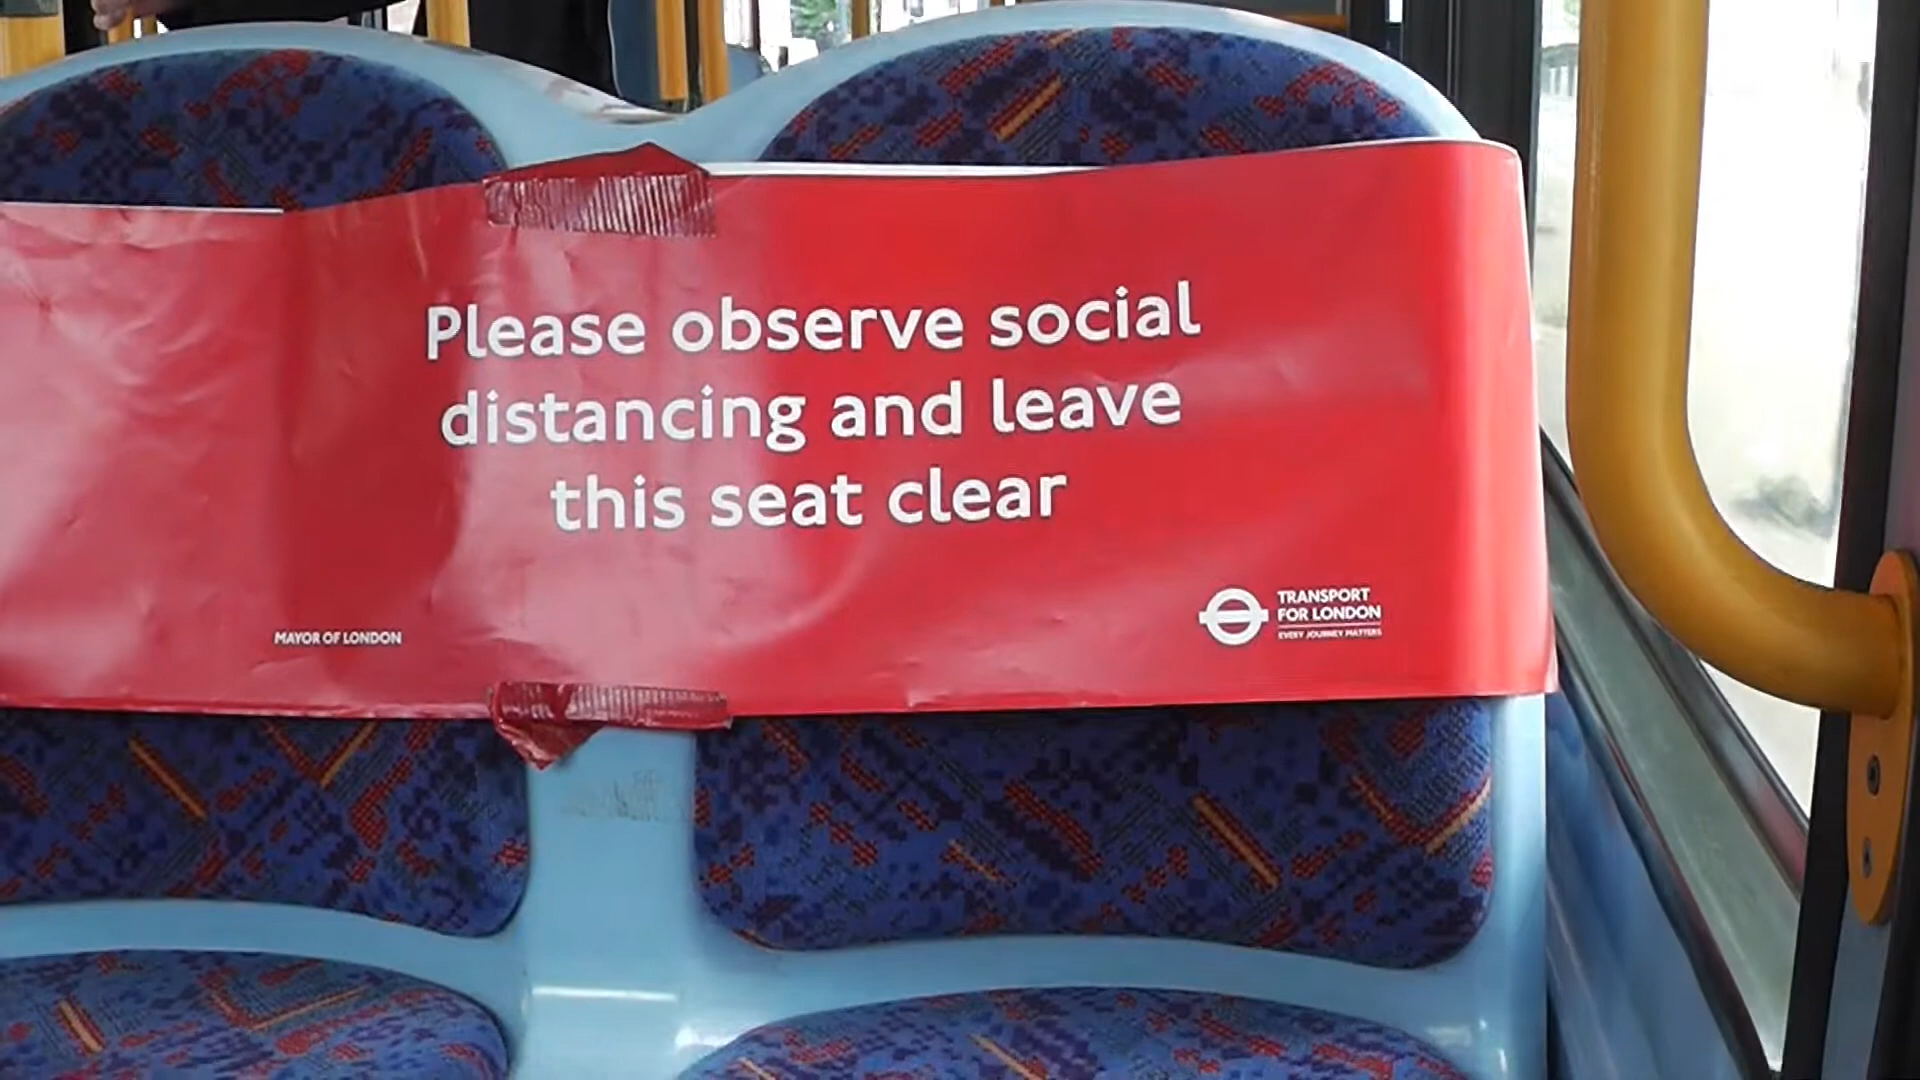 Please observe social
distancing and leave
this seat clear
MAYOR OF LONDON
TRANSPORT
FOR LONDON
EVERY JOURNEY MATTERS